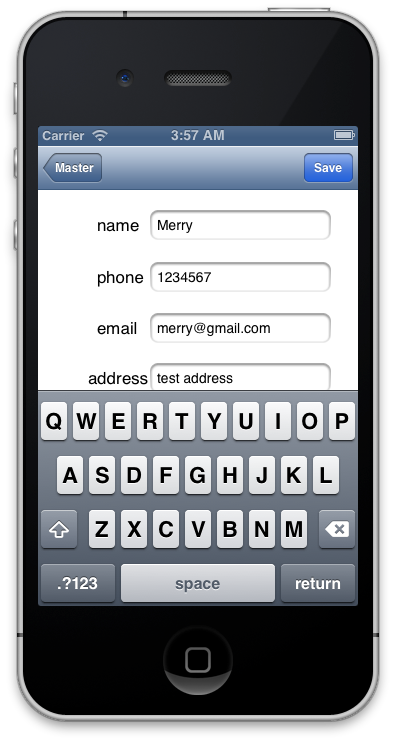 Carrier 3:57 AM
Master Save
name Merry
phone 1234567
email merry@gmail.com
address test address
Q W E R T Y U I O P
A S D F G H J K L
Z X C V B N M
.?123 space return